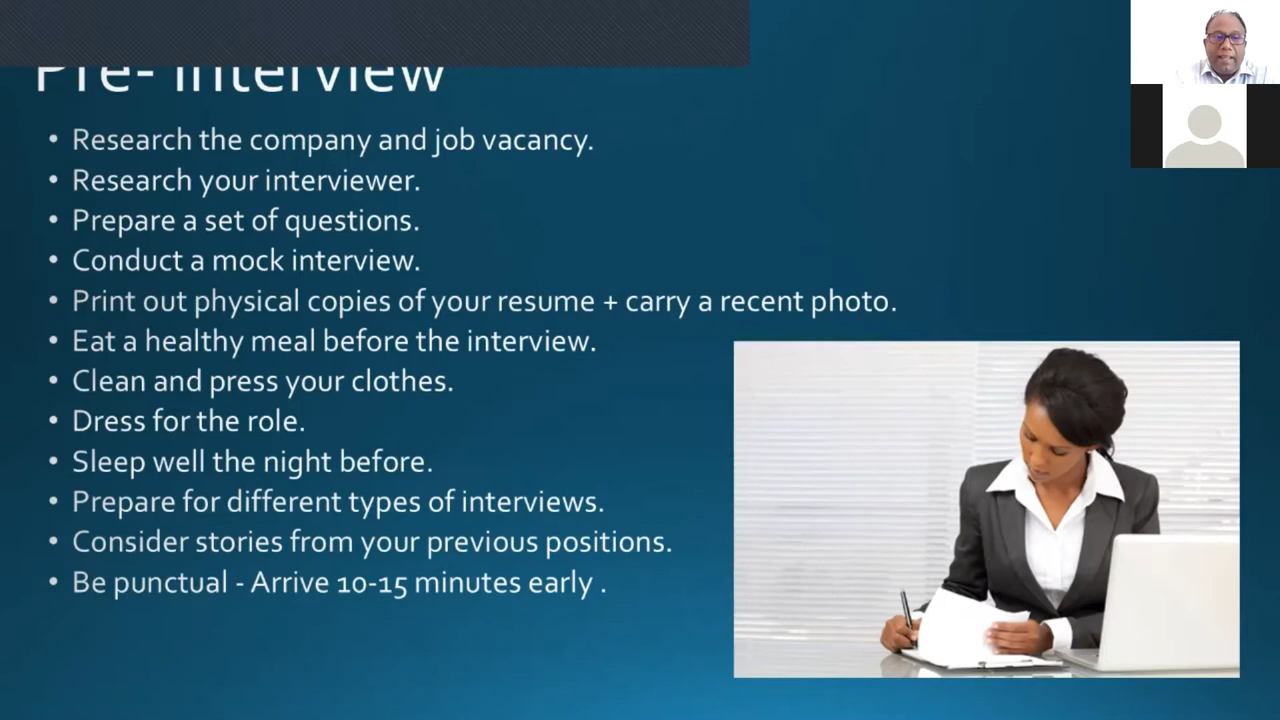 Pre- Interview
• Research the company and job vacancy.
• Research your interviewer.
• Prepare a set of questions.
• Conduct a mock interview.
• Print out physical copies of your resume + carry a recent photo.
• Eat a healthy meal before the interview.
• Clean and press your clothes.
• Dress for the role.
• Sleep well the night before.
• Prepare for different types of interviews.
• Consider stories from your previous positions.
• Be punctual - Arrive 10-15 minutes early .